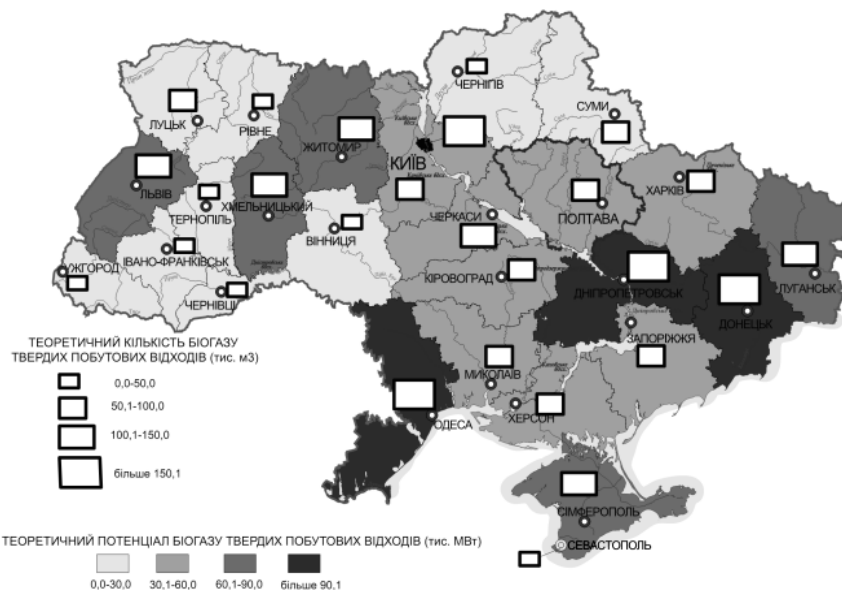 ЧЕРНІГІВ
СУМИ
ЛУЦЬК
РІВНЕ
ЖИТОМИР
КИЇВ
ЛЬВІВ
ХМЕЛЬНИЦЬКИЙ
ТЕРНОПІЛЬ
ХАРКІВ
ПОЛТАВА
ЧЕРКАСИ
ВІННИЦЯ
ІВАНО-ФРАНКІВСЬК
УЖГОРОД
ЧЕРНІВЦІ
КІРОВОГРАД
ДНІПРОПЕТРОВСЬК
ЛУГАНСЬК
ДОНЕЦЬК
ЗАПОРІЖЖЯ
МИКОЛАЇВ
ХЕРСОН
ОДЕСА
СІМФЕРОПОЛЬ
СЕВАСТОПОЛЬ
ТЕОРЕТИЧНИЙ КІЛЬКІСТЬ БІОГАЗУ
ТВЕРДИХ ПОБУТОВИХ ВІДХОДІВ (тис. м3)
0,0-50,0
50,1-100,0
100,1-150,0
більше 150,1
ТЕОРЕТИЧНИЙ ПОТЕНЦІАЛ БІОГАЗУ ТВЕРДИХ ПОБУТОВИХ ВІДХОДІВ (тис. МВт)
0,0-30,0 30,1-60,0 60,1-90,0 більше 90,1